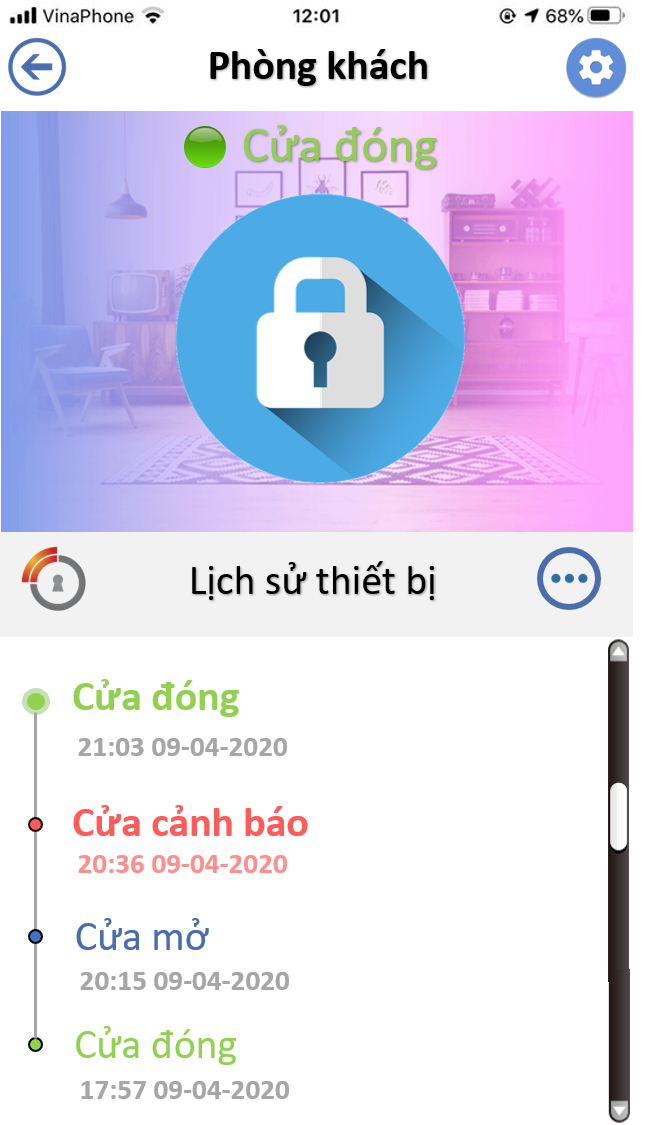 VinaPhone 12:01 68%
Phòng khách
Cửa đóng
Lịch sử thiết bị
Cửa đóng
21:03 09-04-2020
Cửa cảnh báo
20:36 09-04-2020
Cửa mở
20:15 09-04-2020
Cửa đóng
17:57 09-04-2020